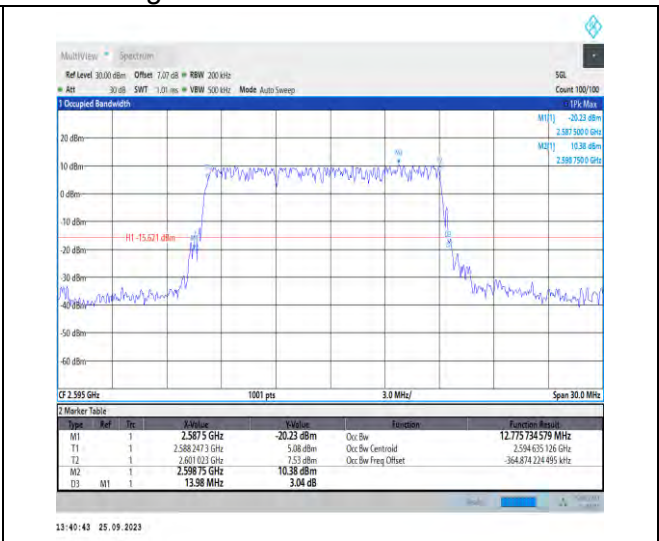 MultiView Spectrum
Ref Level 30.00 dBm Offset 7.07 dB RBW 200 kHz SGL
Att 30 dB SWT 1.01 ms VBW 500 kHz Mode Auto Sweep Count 100/100
1 Occupied Bandwidth 1Pk Max
M1[1] -20.23 dBm
2.587 500 0 GHz
M2[1] 10.38 dBm
2.598 750 0 GHz
20 dBm
M2
10 dBm
0 dBm
-10 dBm
H1 -15.621 dBm
-20 dBm
-30 dBm
-40 dBm
-50 dBm
-60 dBm
CF 2.595 GHz 1001 pts 3.0 MHz/ Span 30.0 MHz
2 Marker Table
Type Ref Trc X-Value Y-Value Function Function Result
M1 1 2.587 5 GHz -20.23 dBm Occ Bw 12.775 734 579 MHz
T1 1 2.588 247 3 GHz 5.08 dBm Occ Bw Centroid 2.594 635 126 GHz
T2 1 2.601 023 GHz 7.53 dBm Occ Bw Freq Offset -364.874 224 495 kHz
M2 1 2.598 75 GHz 10.38 dBm
D3 M1 1 13.98 MHz 3.04 dB
13:40:43 25.09.2023